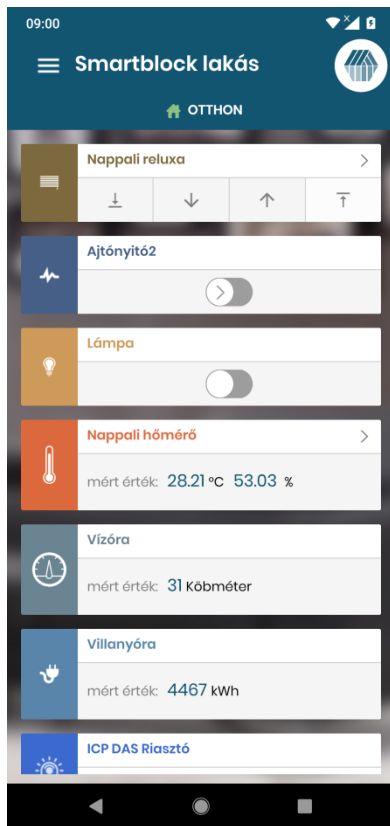 09:00
Smartblock lakás
OTTHON
Nappali reluxa
Ajtónyitó2
Lámpa
Nappali hőmérő
mért érték: 28.21 °C 53.03 %
Vízóra
mért érték: 31 Köbméter
Villanyóra
mért érték: 4467 kWh
ICP DAS Riasztó